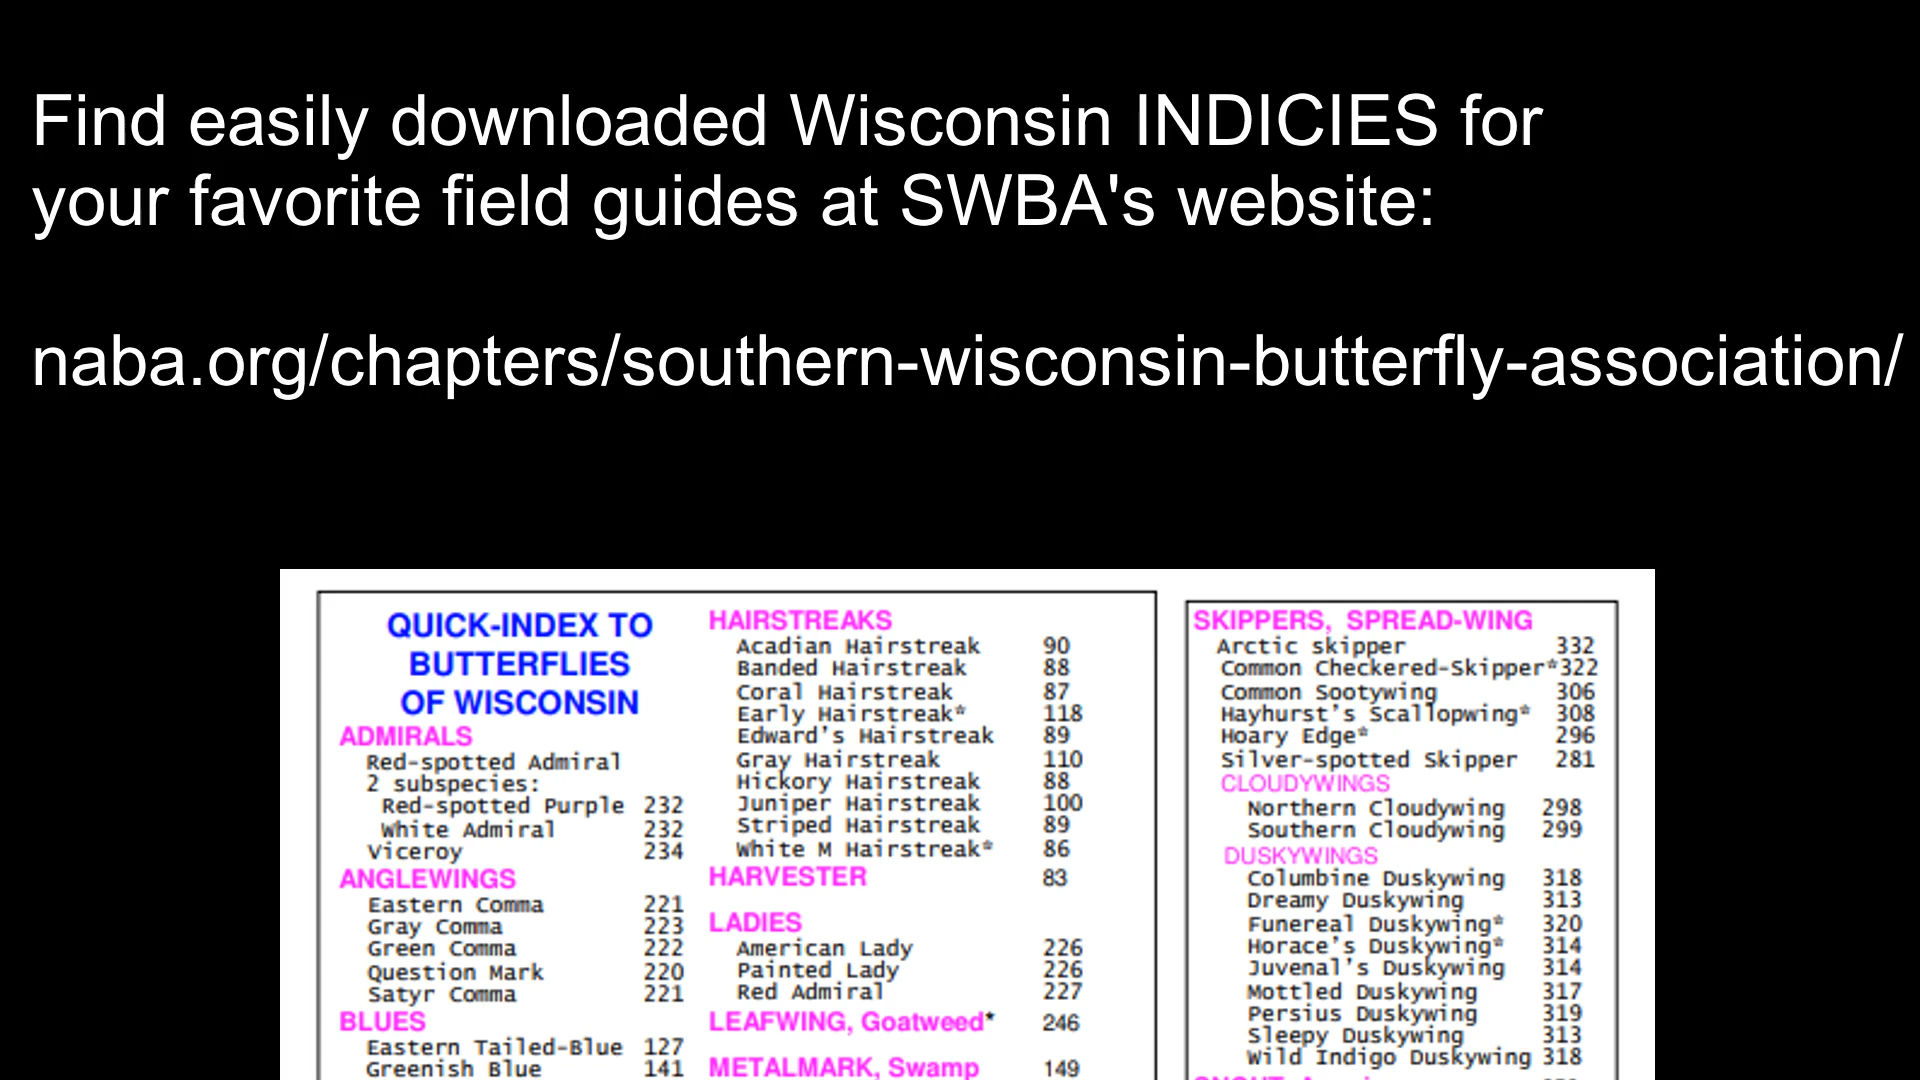 Find easily downloaded Wisconsin INDICIES for
your favorite field guides at SWBA's website:
naba.org/chapters/southern-wisconsin-butterfly-association/
QUICK-INDEX TO
BUTTERFLIES
OF WISCONSIN
ADMIRALS
Red-spotted Admiral
2 subspecies:
Red-spotted Purple 232
White Admiral 232
Viceroy 234
ANGLEWINGS
Eastern Comma 221
Gray Comma 223
Green Comma 222
Question Mark 220
Satyr Comma 221
BLUES
Eastern Tailed-Blue 127
Greenish Blue 141
HAIRSTREAKS
Acadian Hairstreak 90
Banded Hairstreak 88
Coral Hairstreak 87
Early Hairstreak* 118
Edward's Hairstreak 89
Gray Hairstreak 110
Hickory Hairstreak 88
Juniper Hairstreak 100
Striped Hairstreak 89
White M Hairstreak* 86
HARVESTER 83
LADIES
American Lady 226
Painted Lady 226
Red Admiral 227
LEAFWING, Goatweed* 246
METALMARK, Swamp 149
SKIPPERS, SPREAD-WING
Arctic skipper 332
Common Checkered-Skipper*322
Common Sootywing 306
Hayhurst's Scallopwing* 308
Hoary Edge* 296
Silver-spotted Skipper 281
CLOUDYWINGS
Northern Cloudywing 298
Southern Cloudywing 299
DUSKYWINGS
Columbine Duskywing 318
Dreamy Duskywing 313
Funereal Duskywing* 320
Horace's Duskywing* 314
Juvenal's Duskywing 314
Mottled Duskywing 317
Persius Duskywing 319
Sleepy Duskywing 313
Wild Indigo Duskywing 318